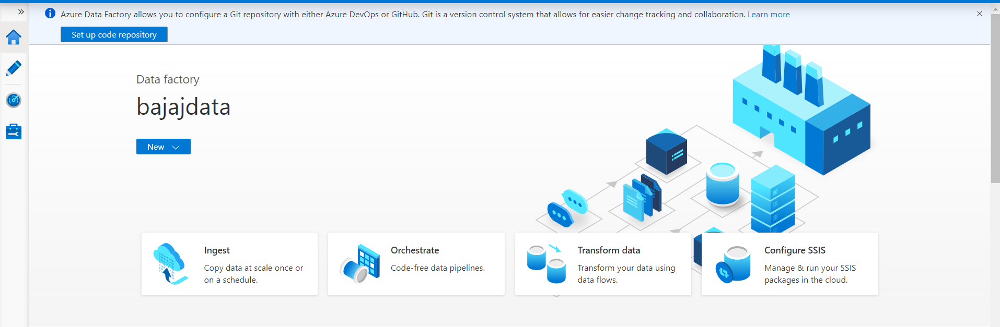 Azure Data Factory allows you to configure a Git repository with either Azure DevOps or GitHub. Git is a version control system that allows for easier change tracking and collaboration. Learn more
Set up code repository
Data factory
bajajdata
New
Ingest
Copy data at scale once or
on a schedule.
Orchestrate
Code-free data pipelines.
Transform data
Transform your data using
data flows.
Configure SSIS
Manage & run your SSIS
packages in the cloud.